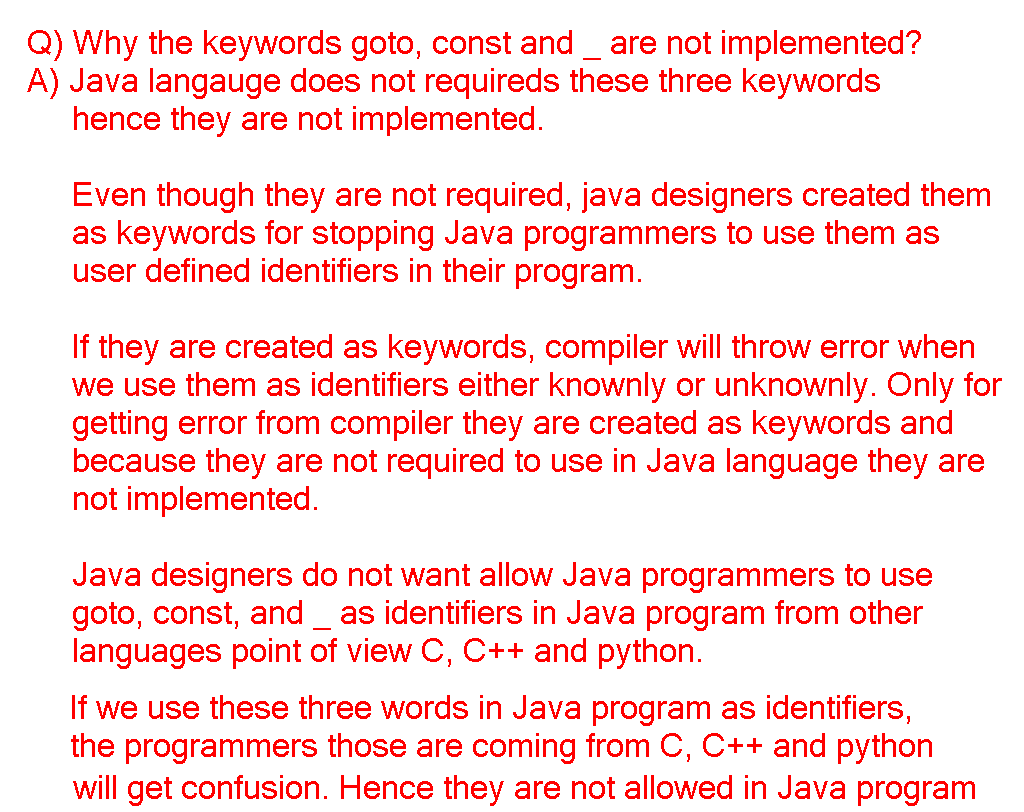 Q) Why the keywords goto, const and _ are not implemented?
A) Java langauge does not requireds these three keywords
hence they are not implemented.
Even though they are not required, java designers created them
as keywords for stopping Java programmers to use them as
user defined identifiers in their program.
If they are created as keywords, compiler will throw error when
we use them as identifiers either knownly or unknownly. Only for
getting error from compiler they are created as keywords and
because they are not required to use in Java language they are
not implemented.
Java designers do not want allow Java programmers to use
goto, const, and _ as identifiers in Java program from other
languages point of view C, C++ and python.
If we use these three words in Java program as identifiers,
the programmers those are coming from C, C++ and python
will get confusion. Hence they are not allowed in Java program